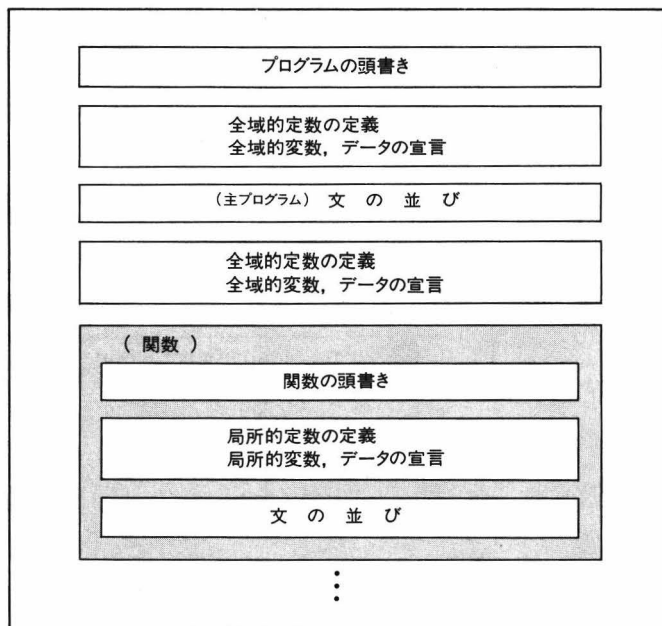 プログラムの頭書き
全域的定数の定義
全域的変数，データの宣言
(主プログラム) 文 の 並 び
全域的定数の定義
全域的変数，データの宣言
( 関数 )
関数の頭書き
局所的定数の定義
局所的変数，データの宣言
文 の 並 び